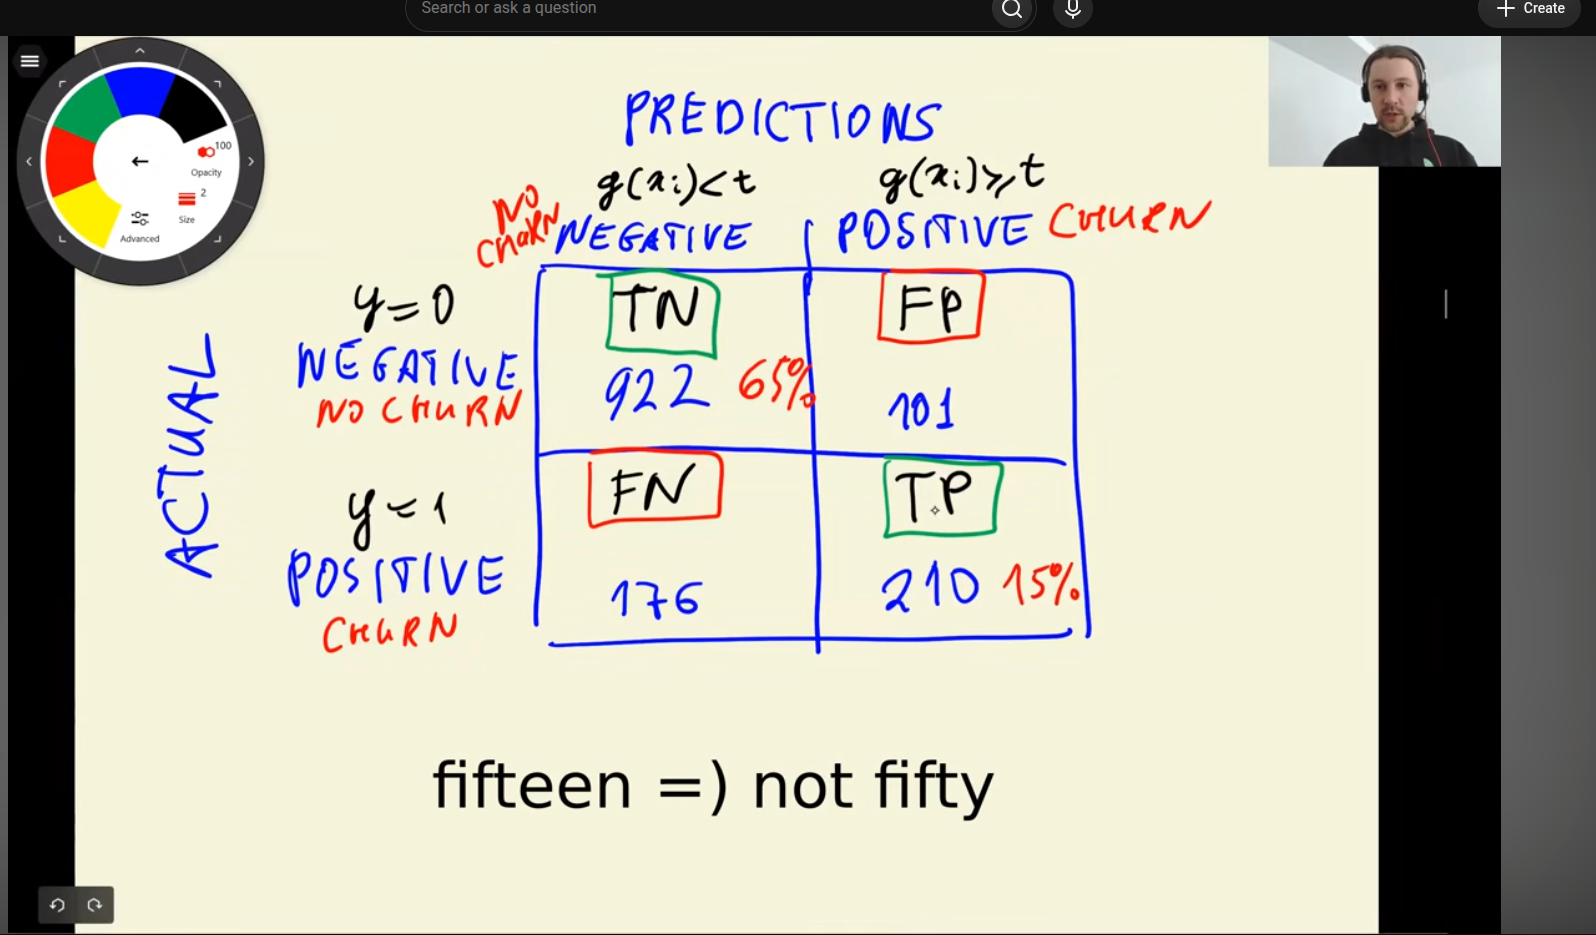 Search or ask a question
Create
100
Opacity
2
Size
Advanced
PREDICTIONS
g(xi)<t
g(xi)≥t
NO CHURN
NEGATIVE
POSITIVE CHURN
ACTUAL
y=0
NEGATIVE
NO CHURN
TN
922 65%
FP
101
y=1
POSITIVE
CHURN
FN
176
TP
210 15%
fifteen =) not fifty